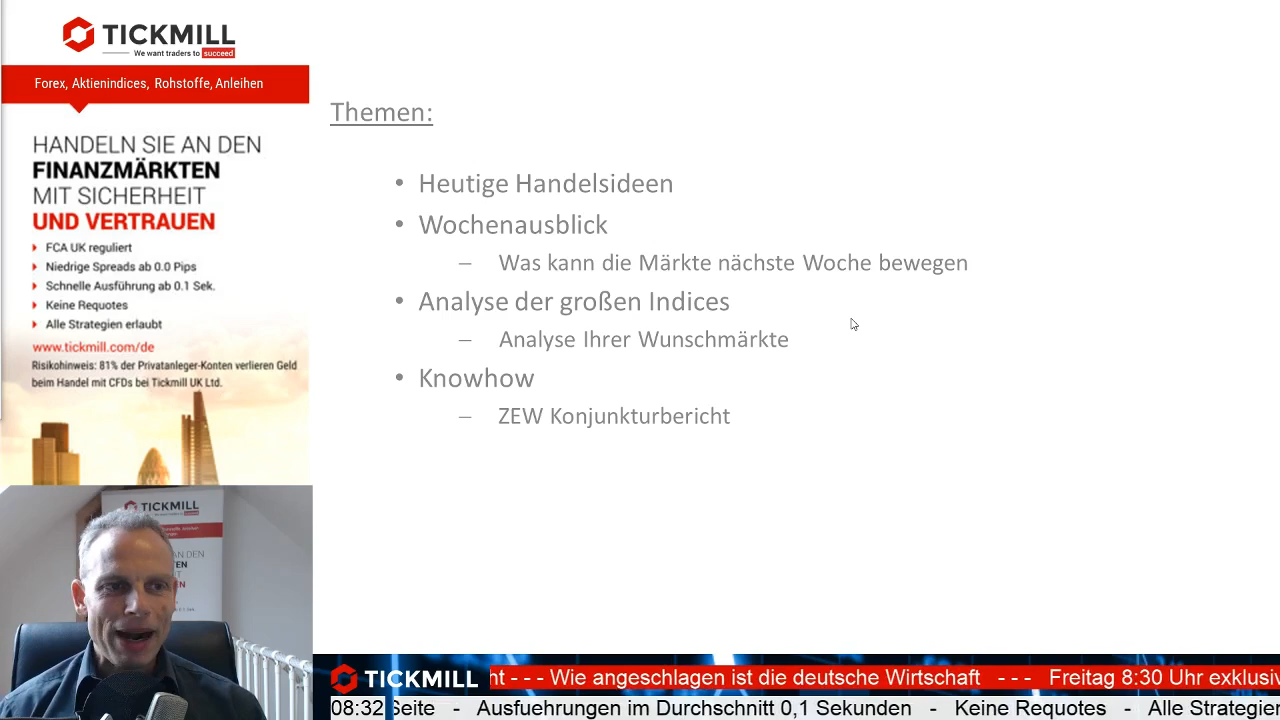 TICKMILL
We want traders to succeed
Forex, Aktienindices, Rohstoffe, Anleihen
HANDELN SIE AN DEN
FINANZMÄRKTEN
MIT SICHERHEIT
UND VERTRAUEN
FCA UK reguliert
Niedrige Spreads ab 0.0 Pips
Schnelle Ausführung ab 0.1 Sek.
Keine Requotes
Alle Strategien erlaubt
www.tickmill.com/de
Risikohinweis: 81% der Privatanleger-Konten verlieren Geld
beim Handel mit CFDs bei Tickmill UK Ltd.
Themen:
• Heutige Handelsideen
• Wochenausblick
– Was kann die Märkte nächste Woche bewegen
• Analyse der großen Indices
– Analyse Ihrer Wunschmärkte
• Knowhow
– ZEW Konjunkturbericht
TICKMILL
AN DEN
TICKMILL
ht - - - Wie angeschlagen ist die deutsche Wirtschaft - - - Freitag 8:30 Uhr exklusiv
08:32 Seite - Ausfuehrungen im Durchschnitt 0,1 Sekunden - Keine Requotes - Alle Strategien